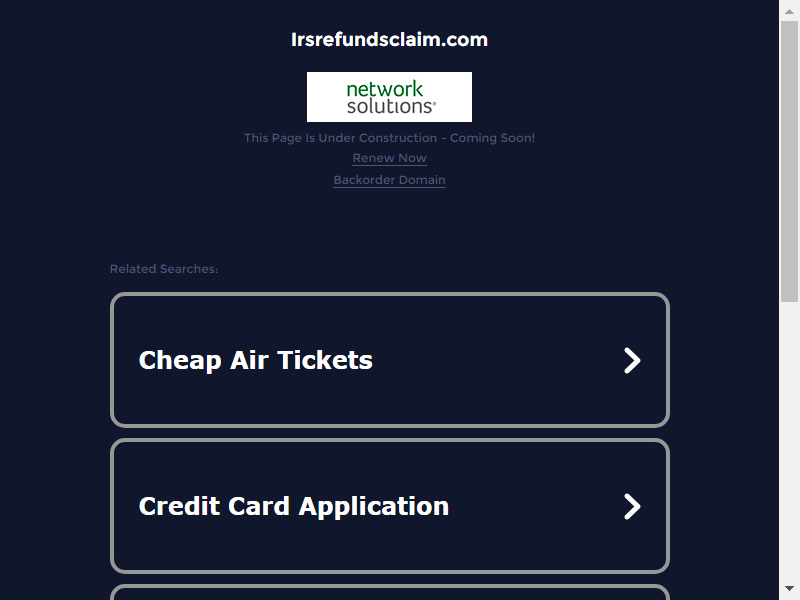 Irsrefundsclaim.com
network
solutions®
This Page Is Under Construction - Coming Soon!
Renew Now
Backorder Domain
Related Searches:
Cheap Air Tickets
Credit Card Application